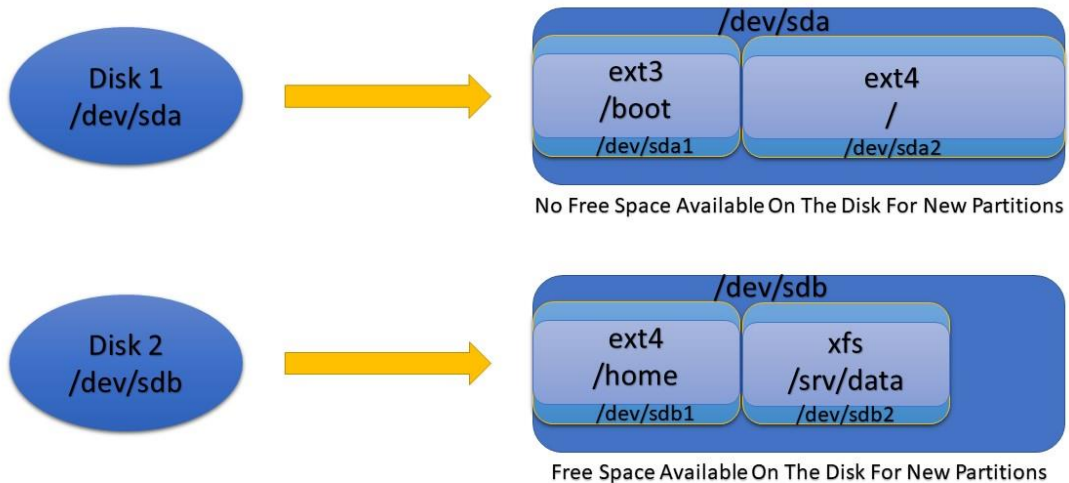 Disk 1
/dev/sda
/dev/sda
ext3
/boot
/dev/sda1
ext4
/
/dev/sda2
No Free Space Available On The Disk For New Partitions
Disk 2
/dev/sdb
/dev/sdb
ext4
/home
/dev/sdb1
xfs
/srv/data
/dev/sdb2
Free Space Available On The Disk For New Partitions